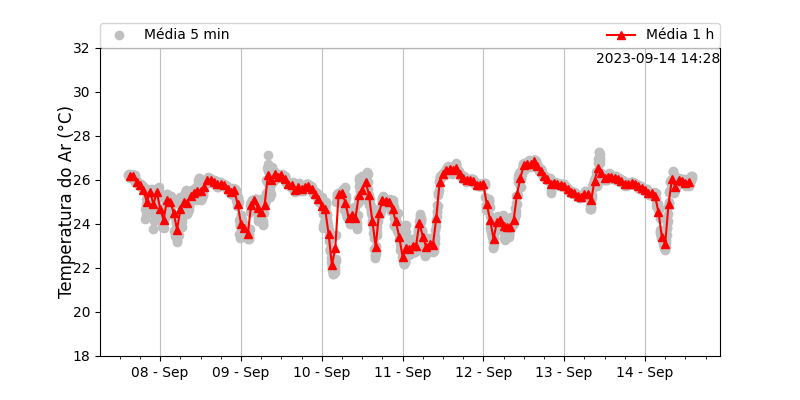 Média 5 min
Média 1 h
2023-09-14 14:28
Temperatura do Ar (°C)
32
30
28
26
24
22
20
18
08 - Sep
09 - Sep
10 - Sep
11 - Sep
12 - Sep
13 - Sep
14 - Sep